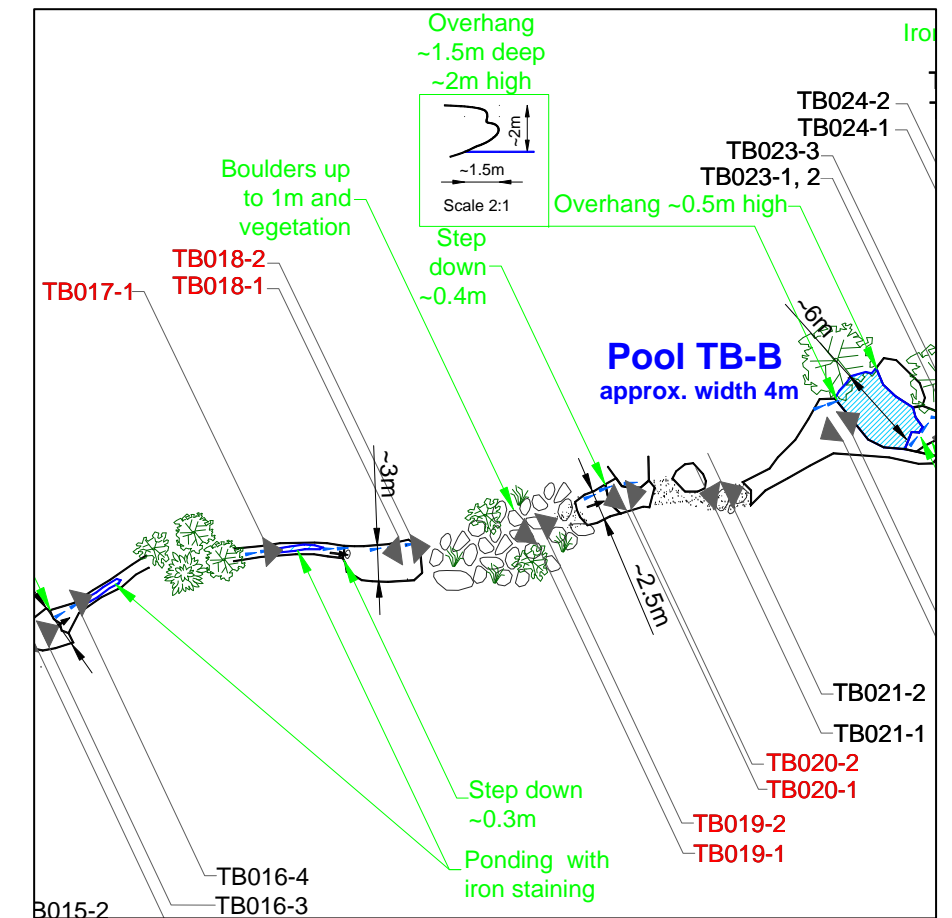 Overhang
~1.5m deep
~2m high
Iron
~2m
~1.5m
Scale 2:1
TB024-2
TB024-1
TB023-3
TB023-1, 2
Boulders up
to 1m and
vegetation
Overhang ~0.5m high
Step
down
~0.4m
TB018-2
TB018-1
TB017-1
~6m
Pool TB-B
approx. width 4m
~3m
~2.5m
TB021-2
TB021-1
TB020-2
TB020-1
Step down
~0.3m
TB019-2
TB019-1
Ponding with
iron staining
TB016-4
TB016-3
B015-2